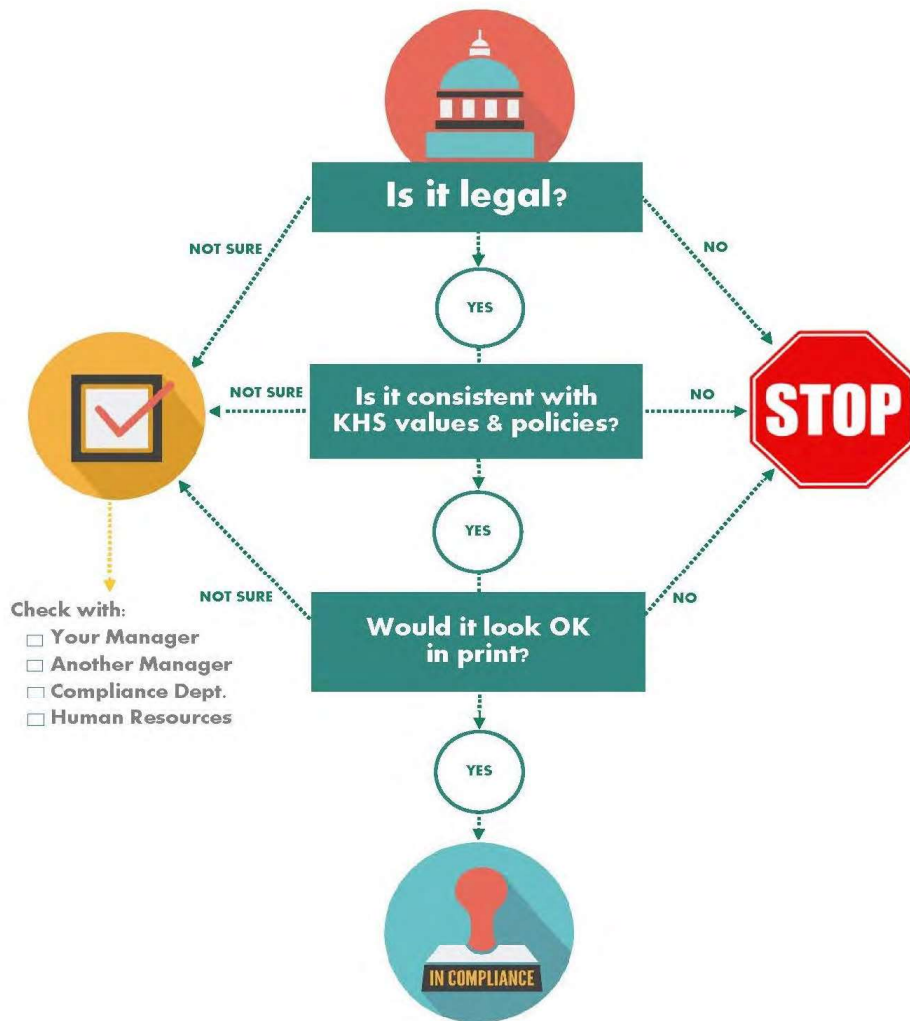 Is it legal?
NOT SURE
NO
YES
Is it consistent with
KHS values & policies?
NOT SURE
NO
STOP
YES
Would it look OK
in print?
NOT SURE
NO
Check with:
Your Manager
Another Manager
Compliance Dept.
Human Resources
YES
IN COMPLIANCE